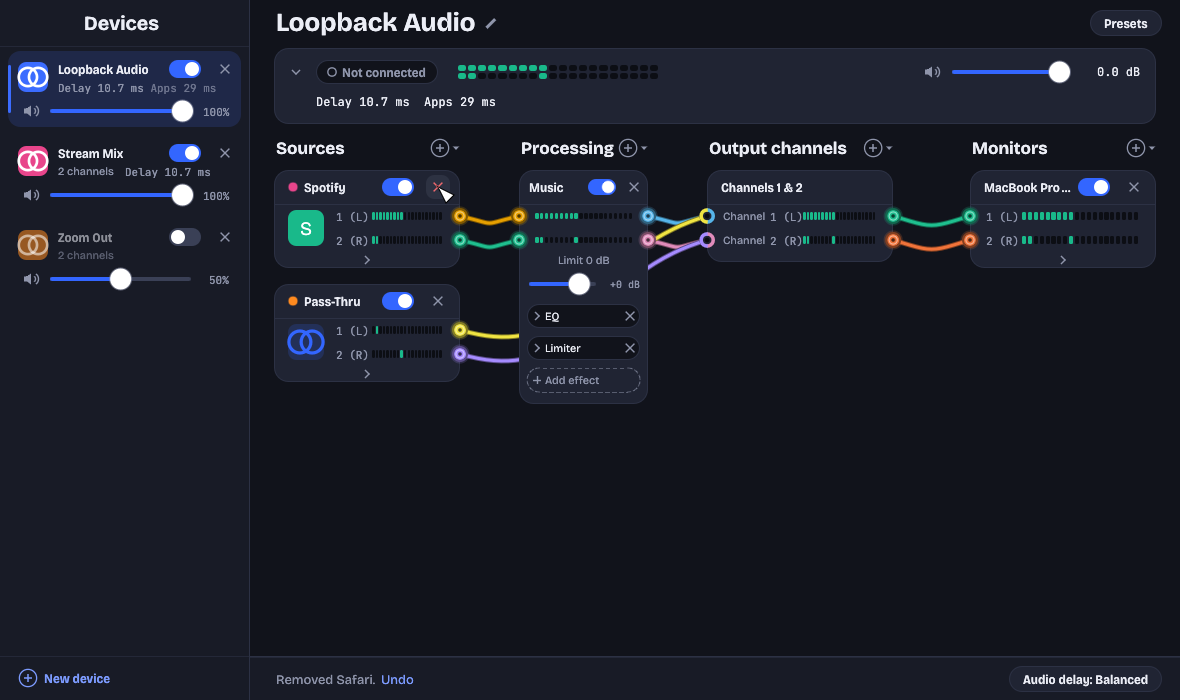 Devices
Loopback Audio
Delay 10.7 ms Apps 29 ms
100%
Stream Mix
2 channels Delay 10.7 ms
100%
Zoom Out
2 channels
50%
New device
Loopback Audio
Presets
Not connected
0.0 dB
Delay 10.7 ms Apps 29 ms
Sources
Processing
Output channels
Monitors
Spotify
S
1 (L)
2 (R)
Pass-Thru
1 (L)
2 (R)
Music
Limit 0 dB
+0 dB
EQ
Limiter
+ Add effect
Channels 1 & 2
Channel 1 (L)
Channel 2 (R)
MacBook Pro…
1 (L)
2 (R)
Removed Safari. Undo
Audio delay: Balanced